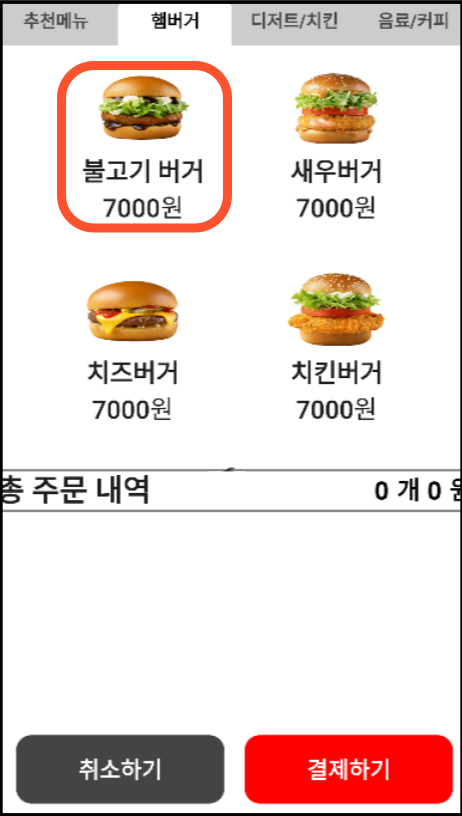 추천메뉴 햄버거 디저트/치킨 음료/커피
불고기 버거 새우버거
7000원 7000원
치즈버거 치킨버거
7000원 7000원
총 주문 내역 0 개 0 원
취소하기 결제하기